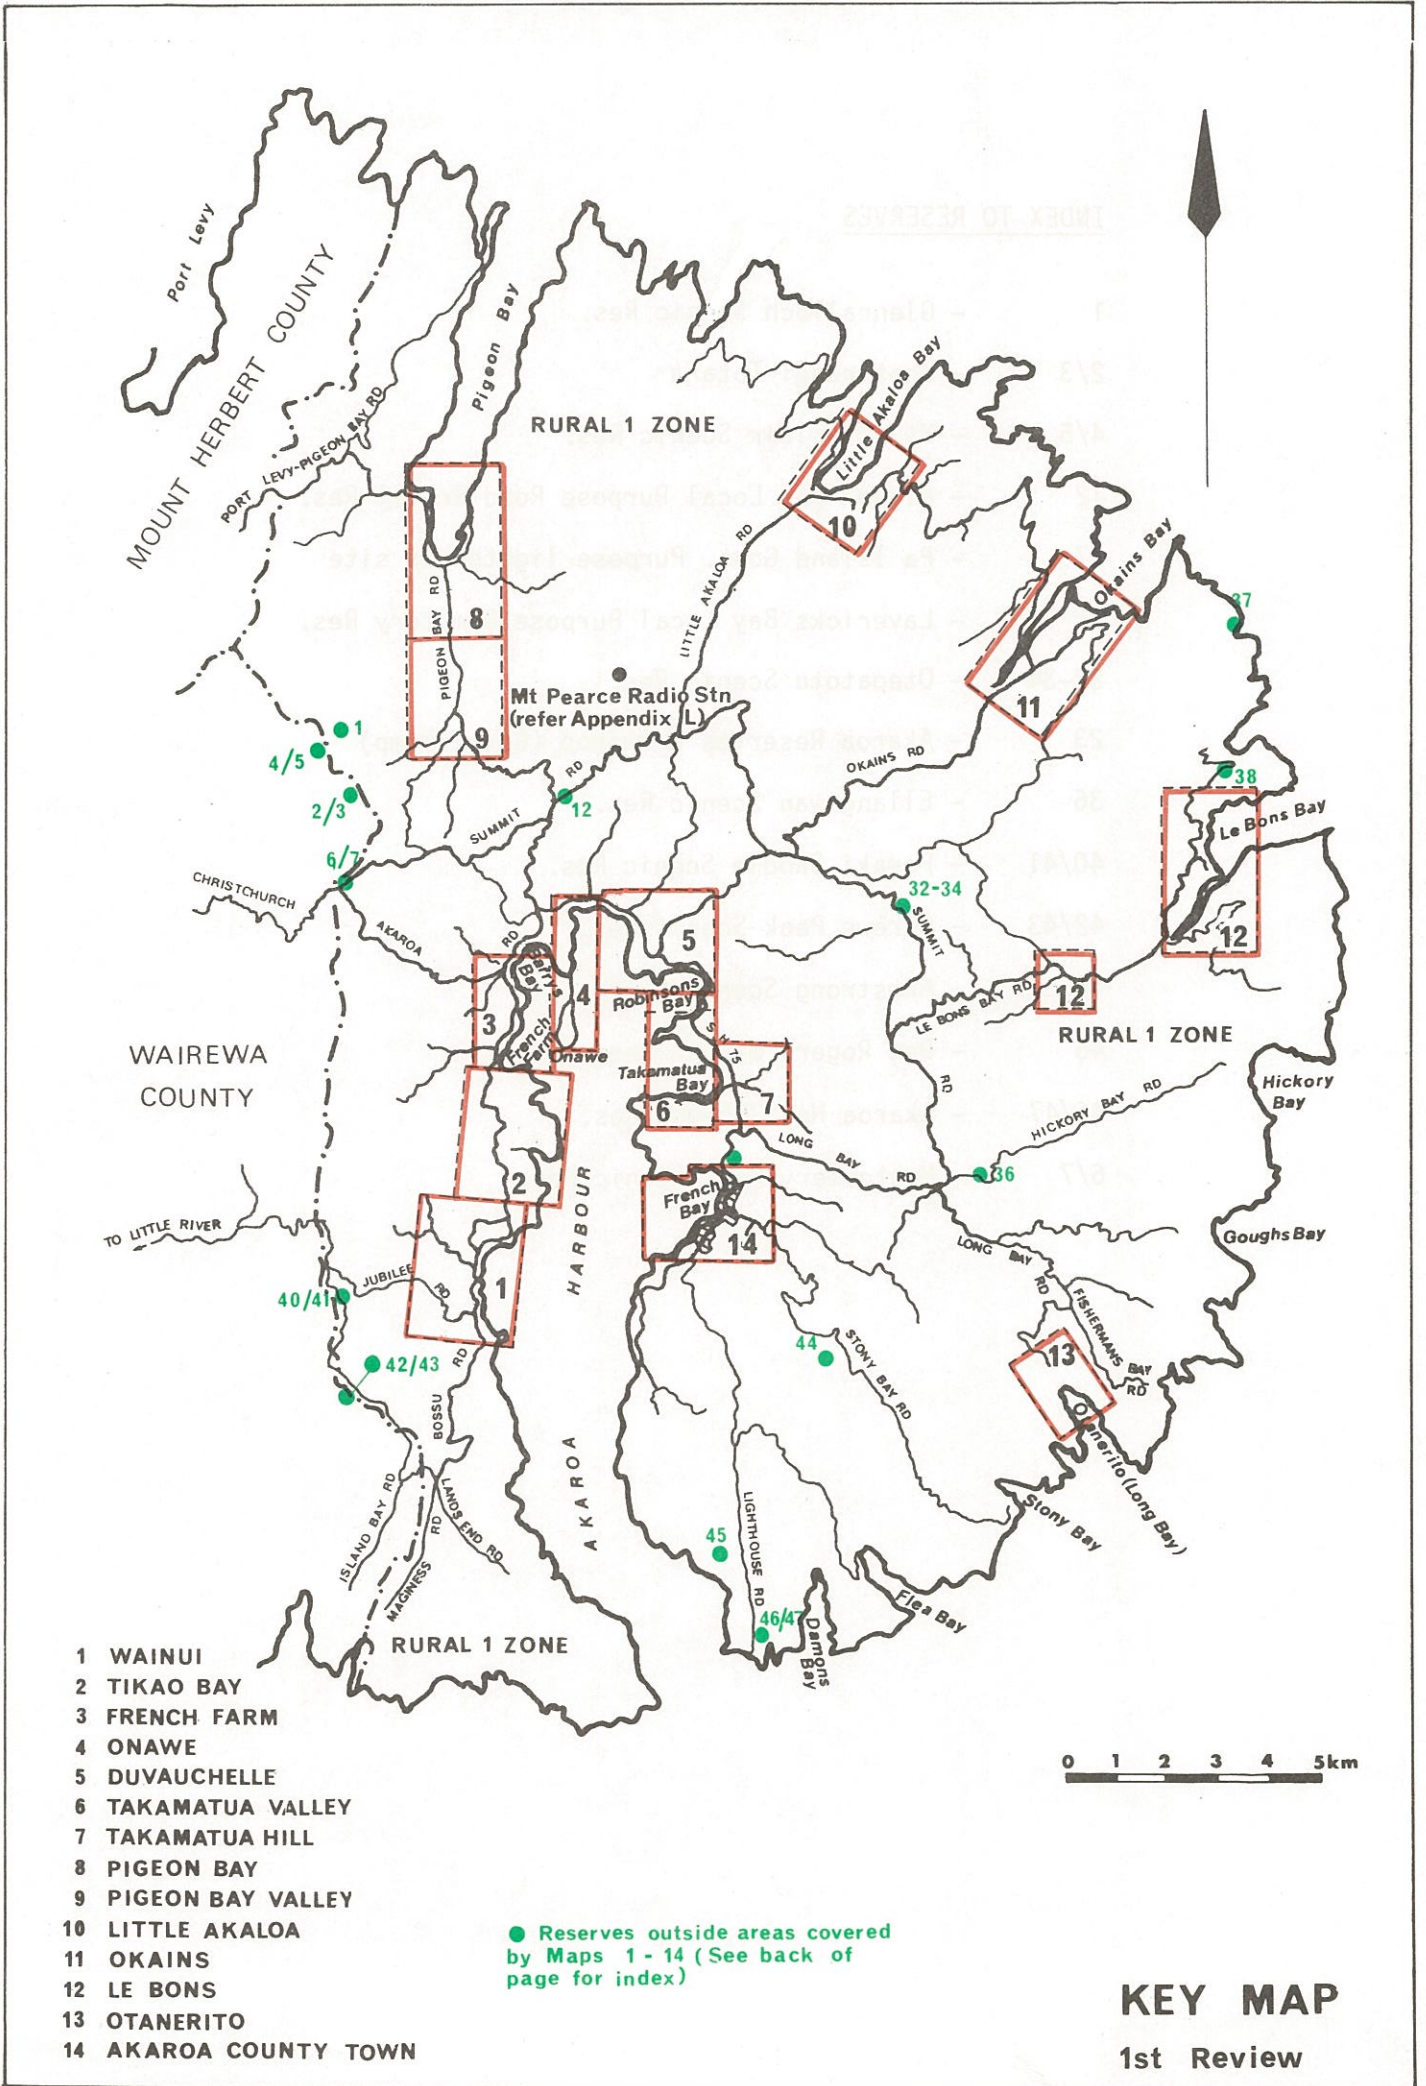 Port Levy
MOUNT HERBERT COUNTY
PORT LEVY-PIGEON BAY RD
Pigeon Bay
RURAL 1 ZONE
Little Akaloa Bay
10
LITTLE AKALOA RD
Okains Bay
11
37
PIGEON BAY RD
8
9
Mt Pearce Radio Stn
(refer Appendix L)
1
4/5
2/3
6/7
SUMMIT RD
12
OKAINS RD
38
Le Bons Bay
12
CHRISTCHURCH
AKAROA RD
32-34
SUMMIT RD
LE BONS BAY RD
12
RURAL 1 ZONE
Barrys Bay
3
French Farm
4
Onawe
5
Robinsons Bay
S H 75
Takamatua Bay
6
7
WAIREWA
COUNTY
Hickory
Bay
HICKORY BAY RD
36
LONG BAY RD
2
French Bay
14
Goughs Bay
TO LITTLE RIVER
JUBILEE RD
1
40/41
42/43
AKAROA HARBOUR
LONG BAY RD
FISHERMANS BAY RD
13
Otanerito (Long Bay)
44
STONY BAY RD
BOSSU RD
ISLAND BAY RD
LANDS END RD
MAGINESS RD
45
LIGHTHOUSE RD
46/47
Damons Bay
Flea Bay
Stony Bay
RURAL 1 ZONE
1 WAINUI
2 TIKAO BAY
3 FRENCH FARM
4 ONAWE
5 DUVAUCHELLE
6 TAKAMATUA VALLEY
7 TAKAMATUA HILL
8 PIGEON BAY
9 PIGEON BAY VALLEY
10 LITTLE AKALOA
11 OKAINS
12 LE BONS
13 OTANERITO
14 AKAROA COUNTY TOWN
0 1 2 3 4 5km
Reserves outside areas covered
by Maps 1 - 14 (See back of
page for index)
KEY MAP
1st Review